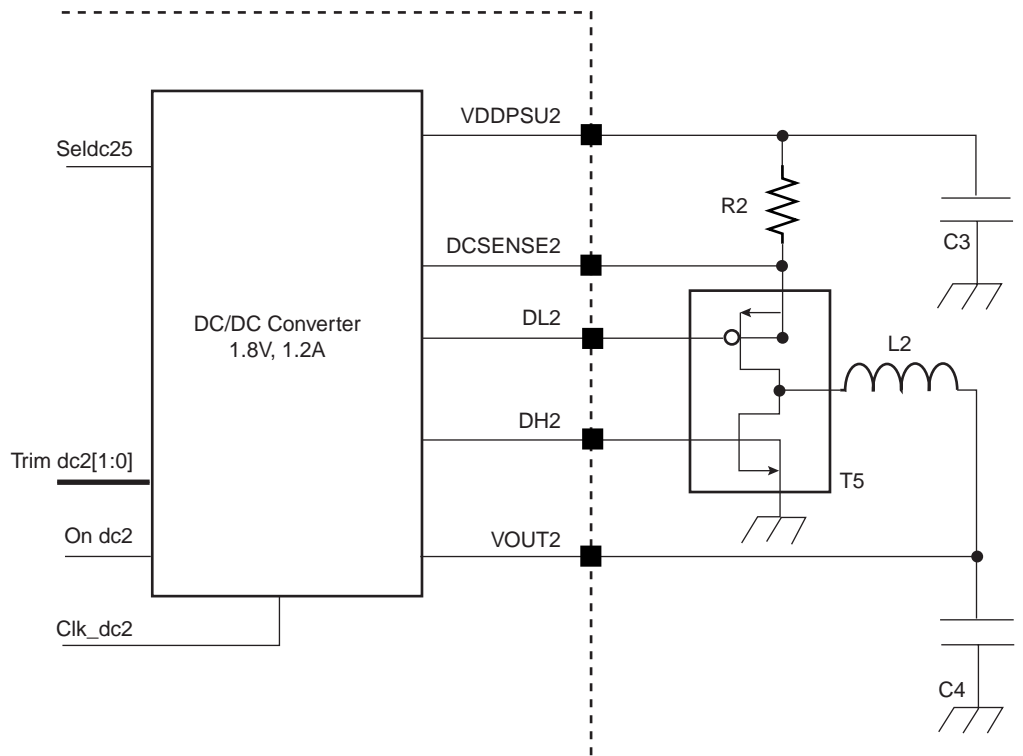 VDDPSU2
Seldc25
R2
C3
DCSENSE2
DC/DC Converter
1.8V, 1.2A
DL2
L2
DH2
Trim dc2[1:0]
T5
On dc2
VOUT2
Clk_dc2
C4